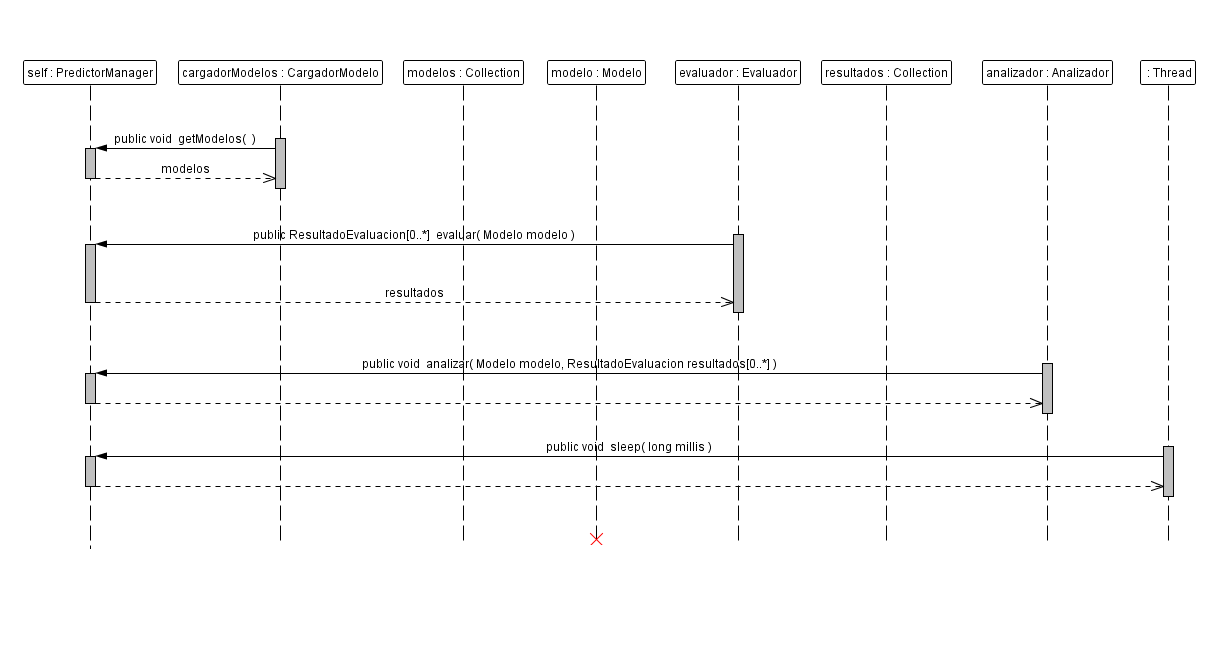 self : PredictorManager
cargadorModelos : CargadorModelo
modelos : Collection
modelo : Modelo
evaluador : Evaluador
resultados : Collection
analizador : Analizador
: Thread
public void  getModelos(  )
modelos
public ResultadoEvaluacion[0..*]  evaluar( Modelo modelo )
resultados
public void  analizar( Modelo modelo, ResultadoEvaluacion resultados[0..*] )
public void  sleep( long millis )